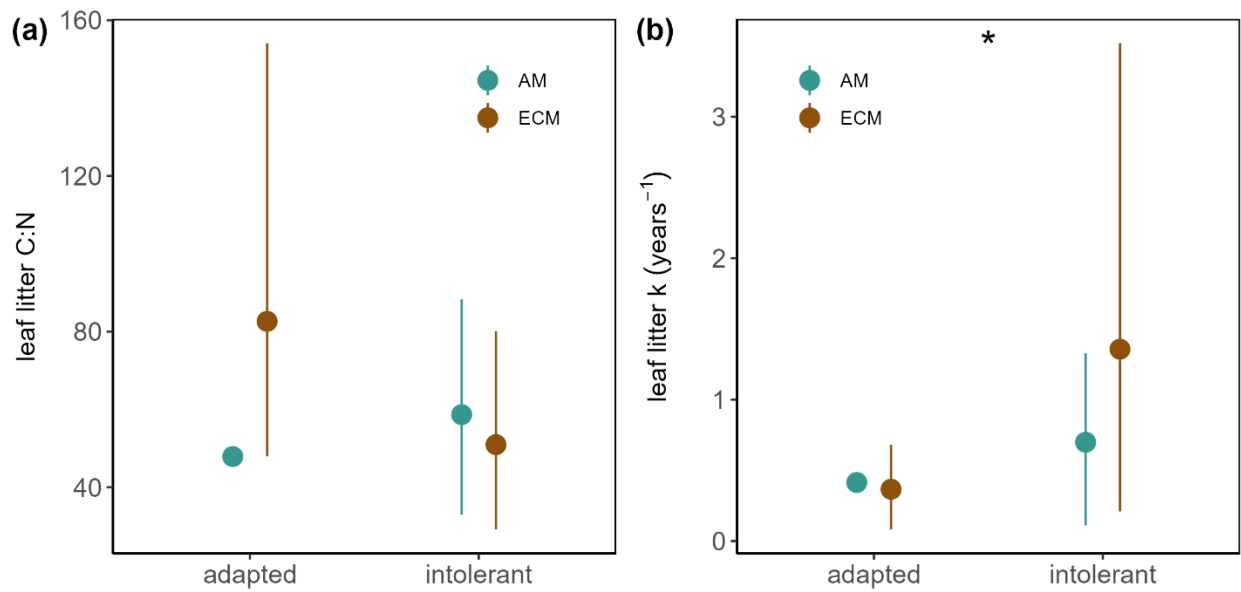 (a)
160
120
80
40
leaf litter C:N
AM
ECM
adapted
intolerant
(b)
*
3
2
1
0
leaf litter k (years⁻¹)
AM
ECM
adapted
intolerant